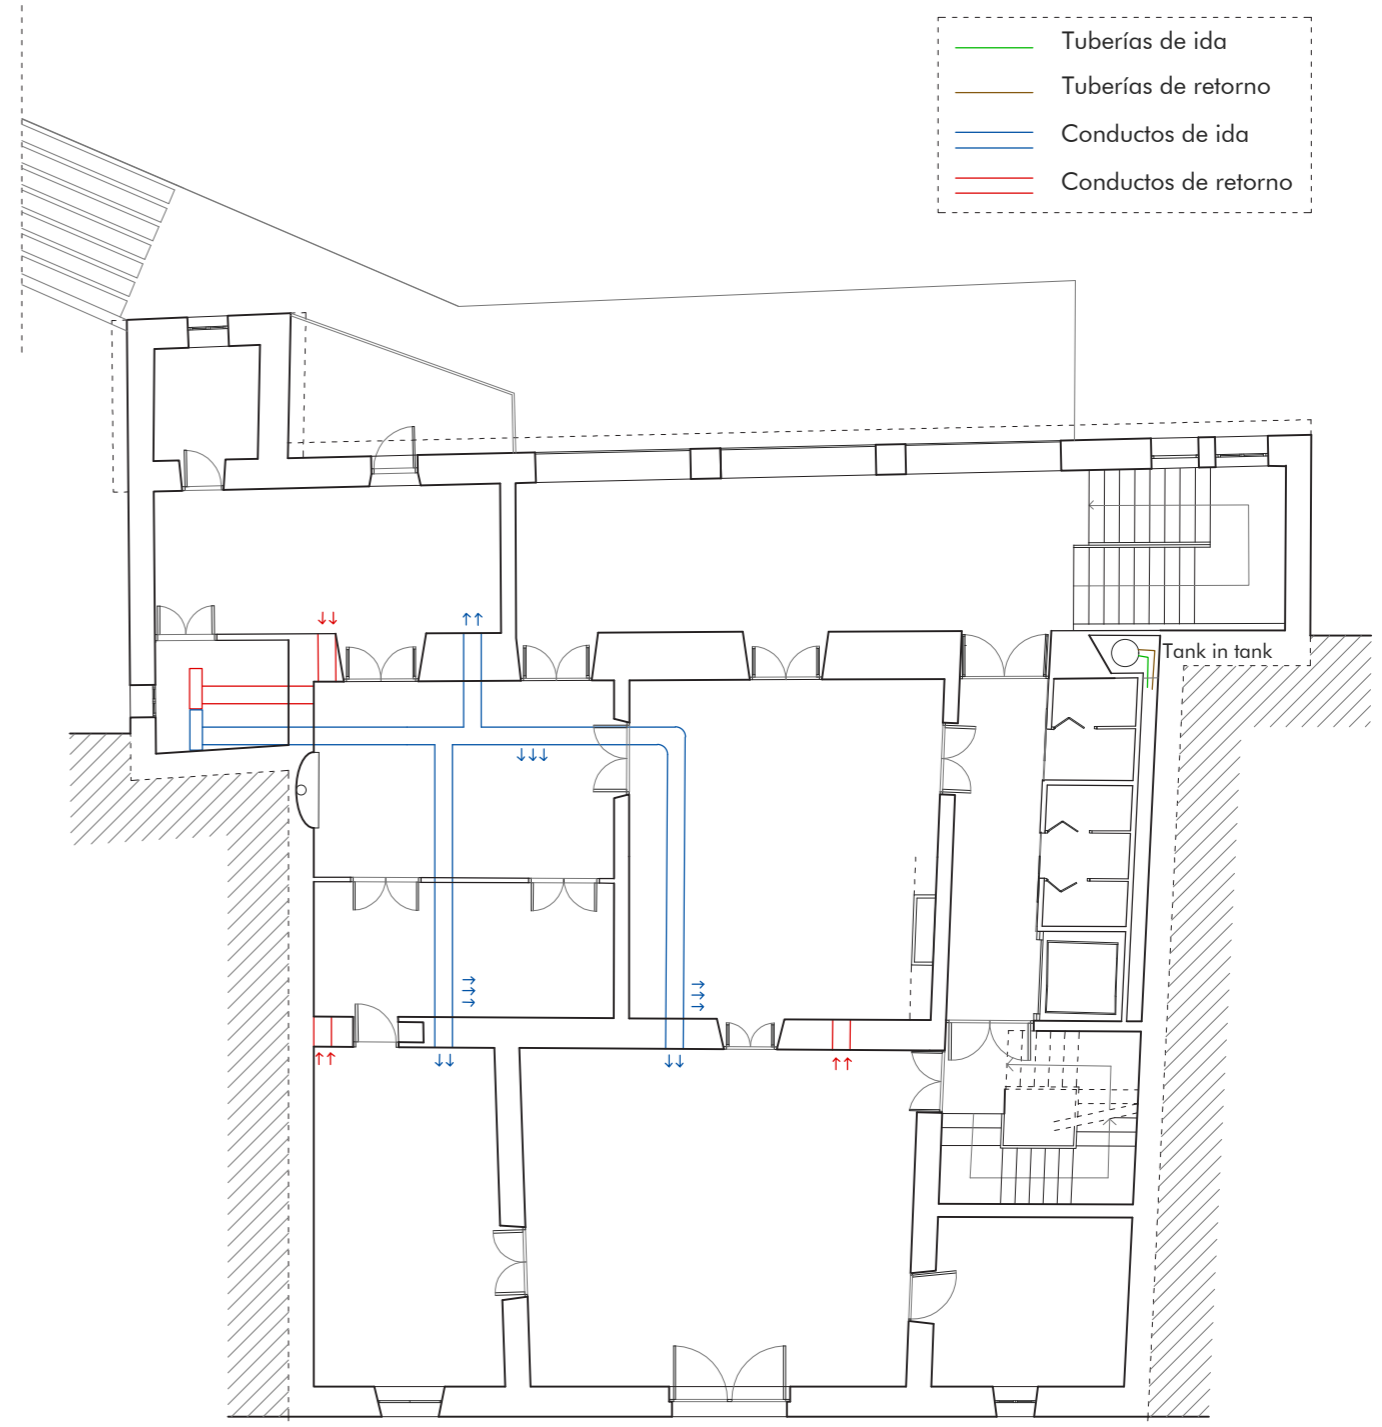 Tuberías de ida
Tuberías de retorno
Conductos de ida
Conductos de retorno
Tank in tank